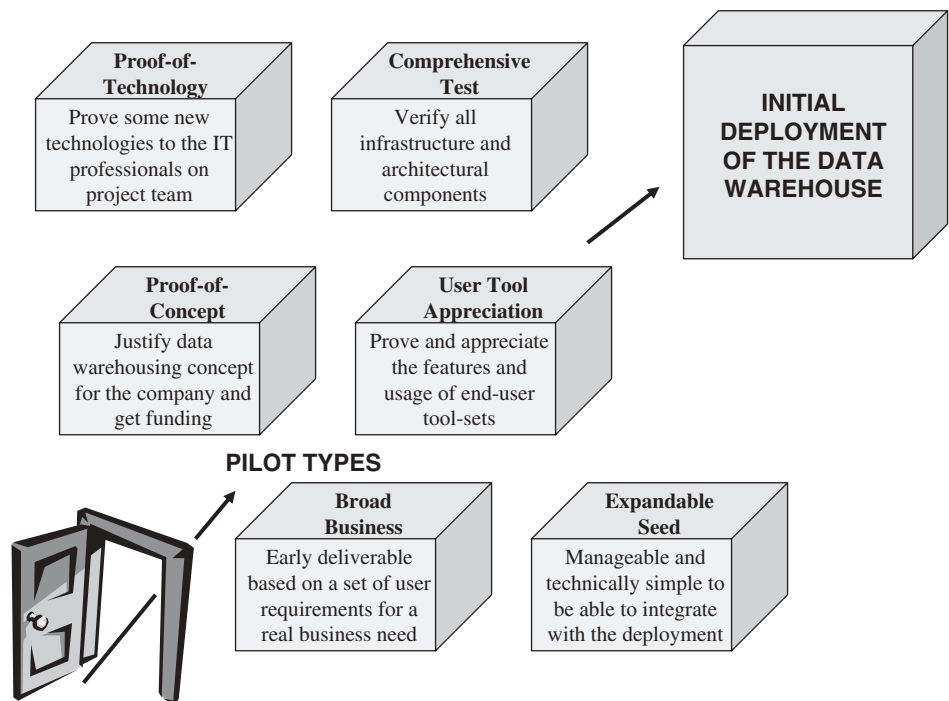 Proof-of-
Technology
Prove some new
technologies to the IT
professionals on
project team
Comprehensive
Test
Verify all
infrastructure and
architectural
components
INITIAL
DEPLOYMENT
OF THE DATA
WAREHOUSE
Proof-of-
Concept
Justify data
warehousing concept
for the company and
get funding
User Tool
Appreciation
Prove and appreciate
the features and
usage of end-user
tool-sets
PILOT TYPES
Broad
Business
Early deliverable
based on a set of user
requirements for a
real business need
Expandable
Seed
Manageable and
technically simple to
be able to integrate
with the deployment